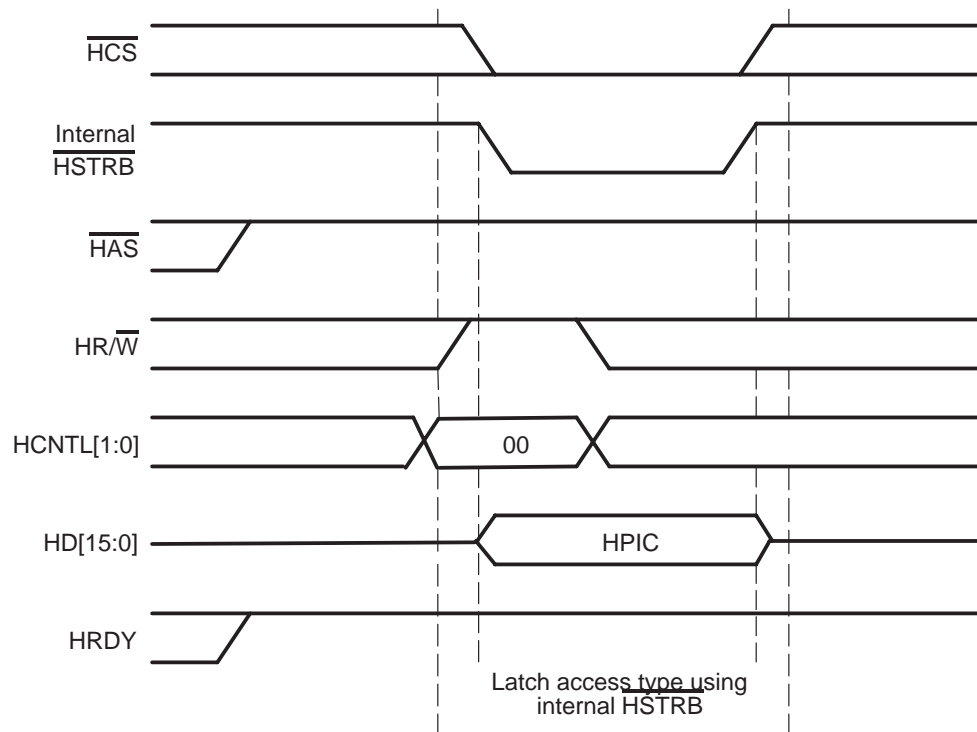 HCS
Internal
HSTRB
HAS
HR/W
HCNTL[1:0]
00
HD[15:0]
HPIC
HRDY
Latch access type using
internal HSTRB